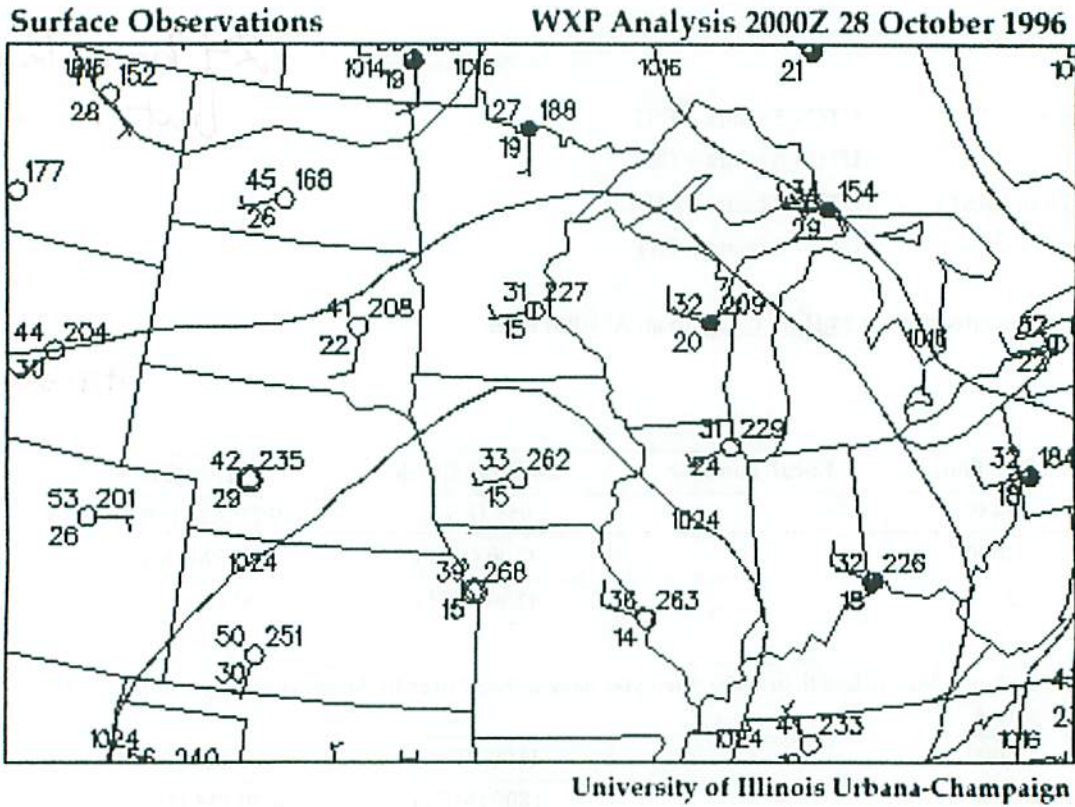 Surface Observations WXP Analysis 2000Z 28 October 1996
1016 152 1014 19 1016 1016 21
28 27 188
19
177 45 168 34 154
26 29
31 227 32 209
41 208 15 20 1016 52
44 204 22 22
30
31 229
42 235 33 262 24 32 184
29 15 18
53 201 1024
26
1024 39 268 32 226
15 36 263 18
14
50 251
30
1024 1024 41 233 1016
56 240
University of Illinois Urbana-Champaign